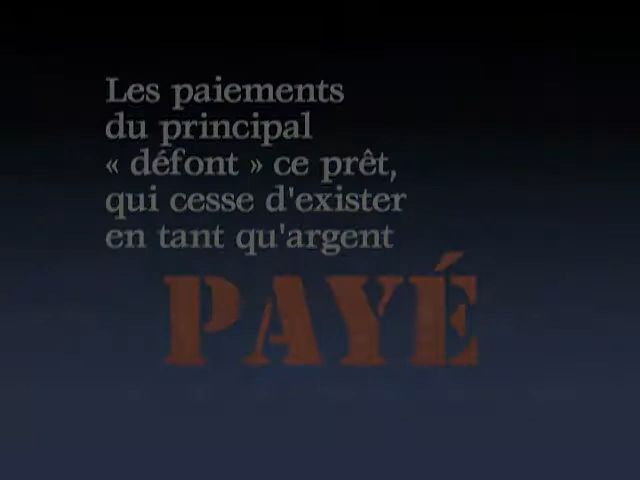 Les paiements
du principal
« défont » ce prêt,
qui cesse d'exister
en tant qu'argent
PAYÉ